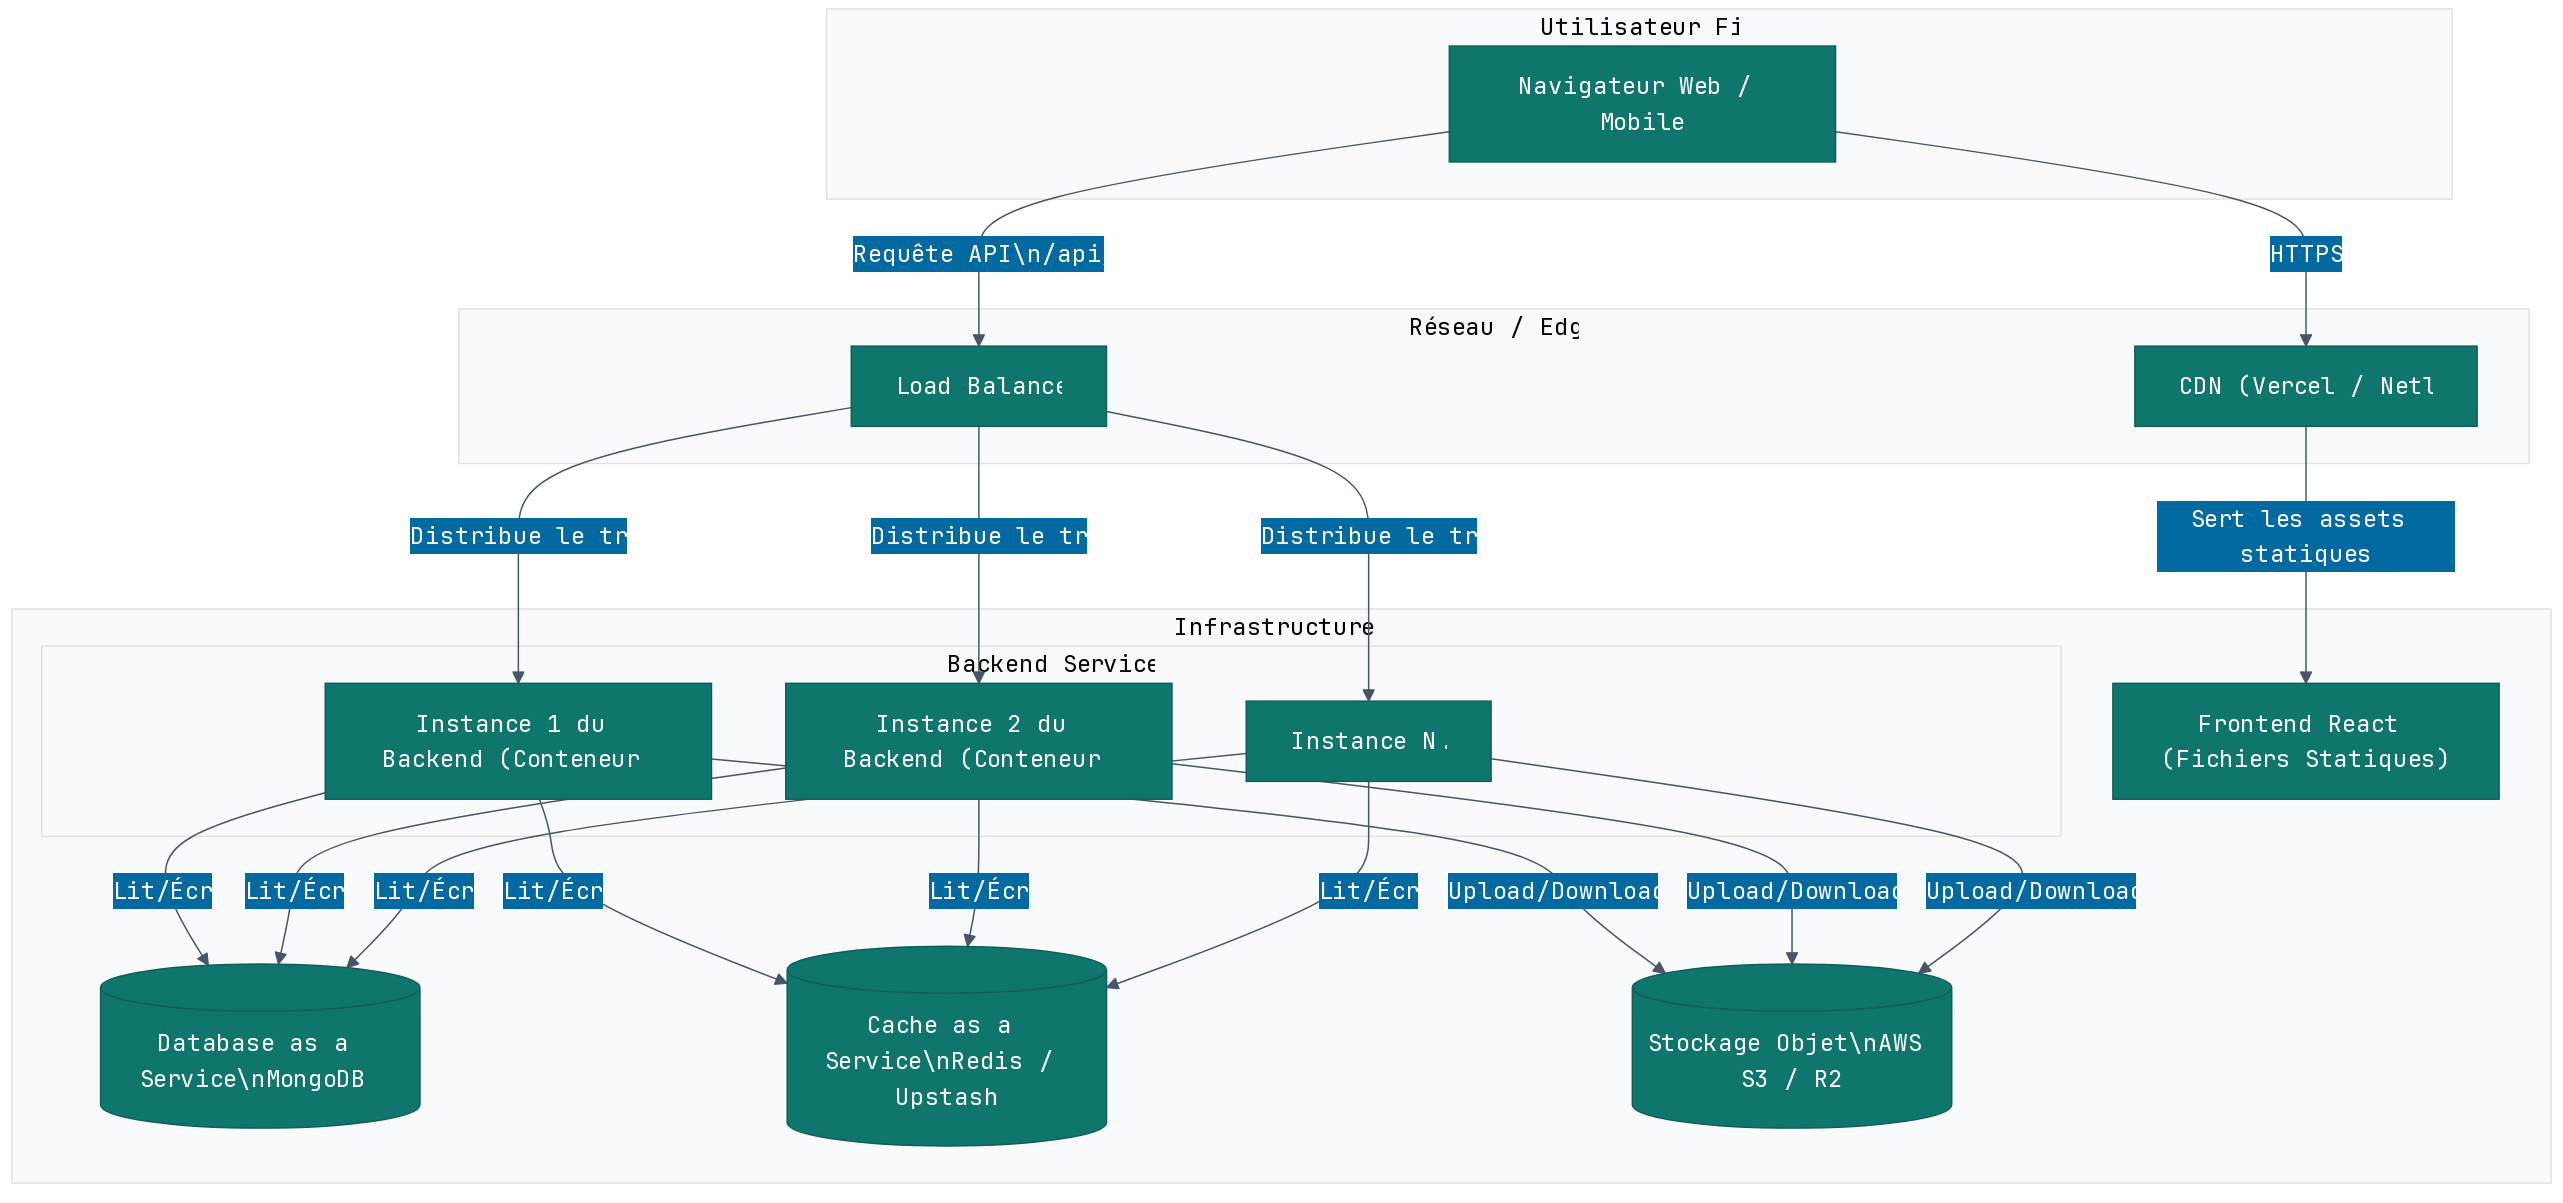 Utilisateur Fi
Navigateur Web /
Mobile
Requête API\n/api
HTTPS
Réseau / Edg
Load Balance
CDN (Vercel / Netl
Distribue le tr
Distribue le tr
Distribue le tr
Sert les assets
statiques
Infrastructure
Backend Service
Instance 1 du
Backend (Conteneur
Instance 2 du
Backend (Conteneur
Instance N.
Frontend React
(Fichiers Statiques)
Lit/Écr
Lit/Écr
Lit/Écr
Lit/Écr
Lit/Écr
Lit/Écr
Upload/Download
Upload/Download
Upload/Download
Database as a
Service\nMongoDB
Cache as a
Service\nRedis /
Upstash
Stockage Objet\nAWS
S3 / R2